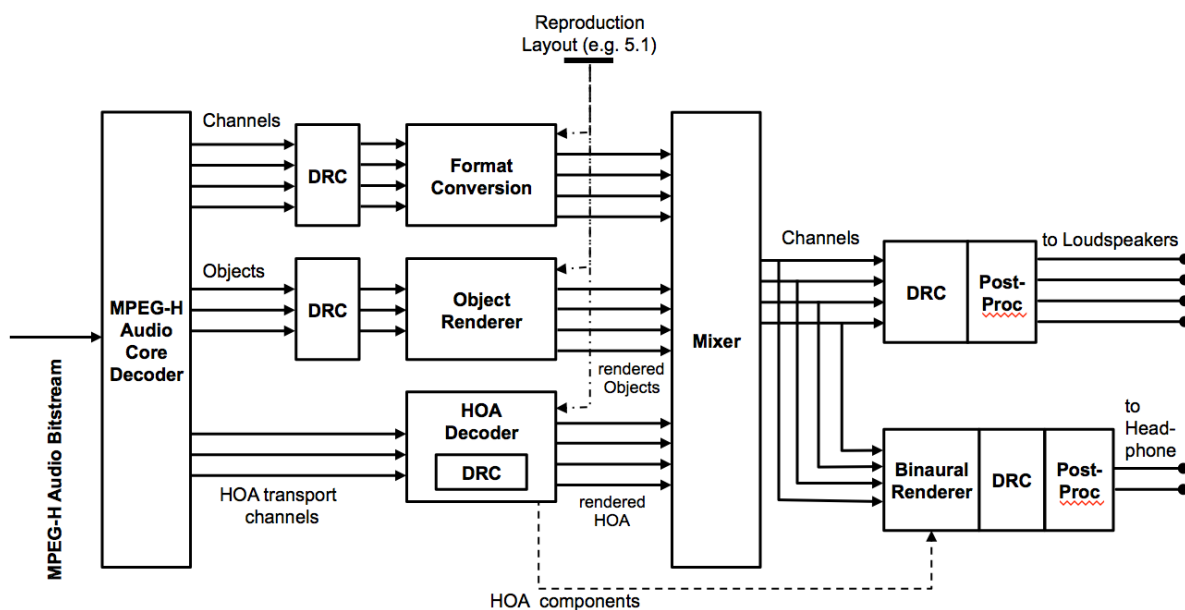 Reproduction
Layout (e.g. 5.1)
Channels
DRC
Format
Conversion
Objects
DRC
Object
Renderer
MPEG-H
Audio
Core
Decoder
MPEG-H Audio Bitstream
rendered
Objects
HOA
Decoder
DRC
HOA transport
channels
rendered
HOA
Mixer
Channels
DRC
Post-
Proc
to Loudspeakers
Binaural
Renderer
DRC
Post-
Proc
to
Head-
phone
HOA components